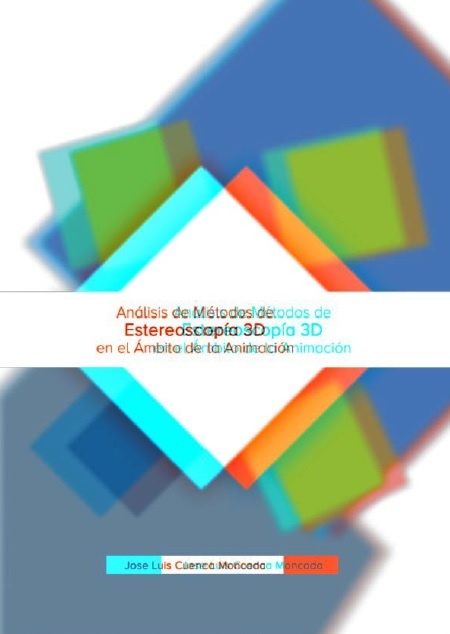 Análisis de Métodos de
Estereoscopía 3D
en el Ámbito de la Animación
Jose Luis Cuenca Moncada